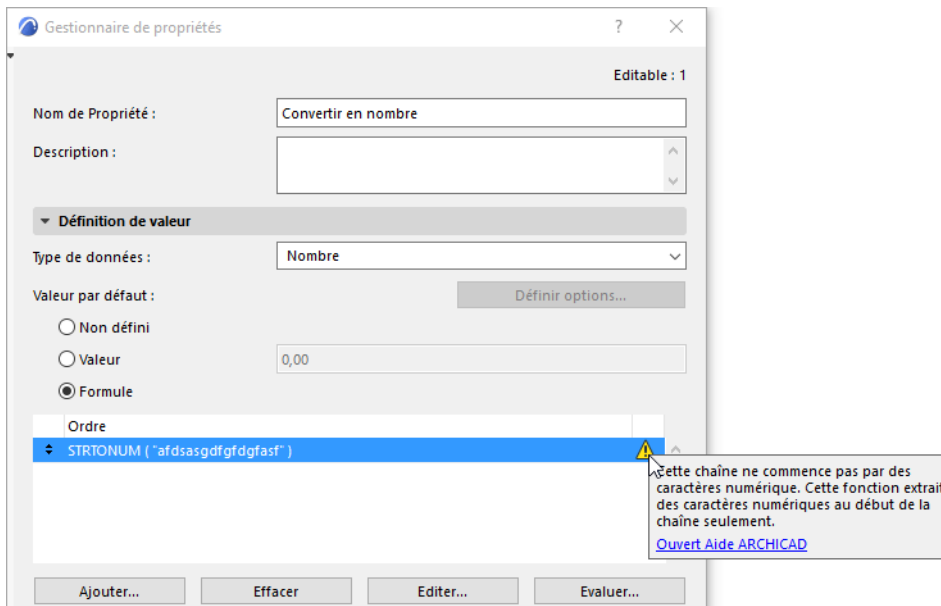 Gestionnaire de propriétés
?
Editable : 1
Nom de Propriété :
Convertir en nombre
Description :
Définition de valeur
Type de données :
Nombre
Valeur par défaut :
Définir options...
Non défini
Valeur
0,00
Formule
Ordre
STRTONUM ( "afdsasgdfgfdgfasf" )
Cette chaîne ne commence pas par des
caractères numérique. Cette fonction extrait
des caractères numériques au début de la
chaîne seulement.
Ouvert Aide ARCHICAD
Ajouter...
Effacer
Editer...
Evaluer...